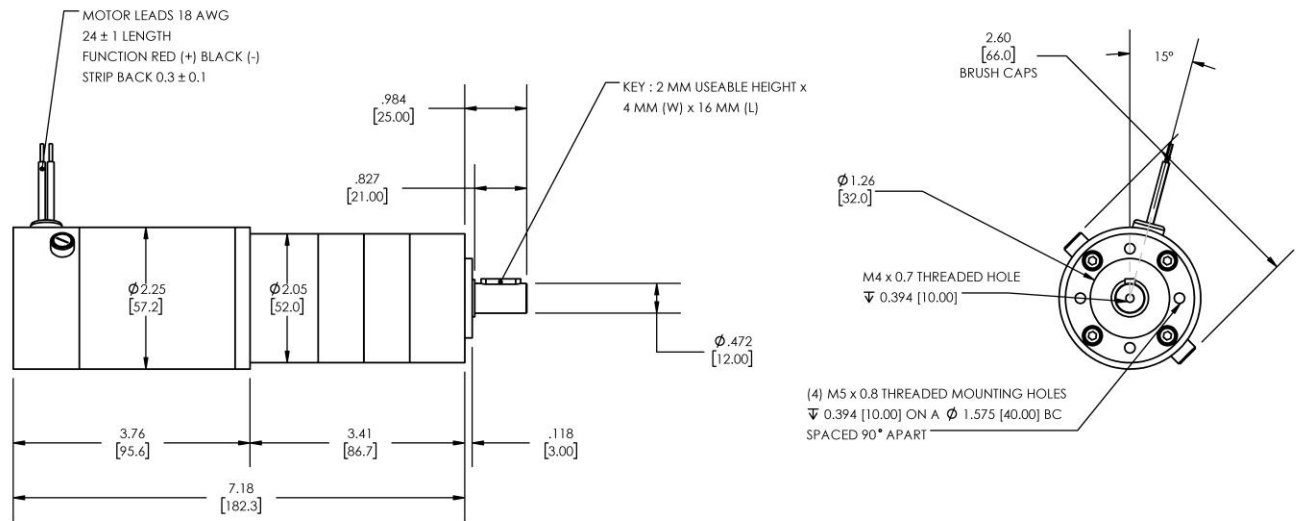 MOTOR LEADS 18 AWG
24 ± 1 LENGTH
FUNCTION RED (+) BLACK (-)
STRIP BACK 0.3 ± 0.1
.984
[25.00]
KEY : 2 MM USEABLE HEIGHT x
4 MM (W) x 16 MM (L)
.827
[21.00]
Ø2.25
[57.2]
Ø2.05
[52.0]
Ø.472
[12.00]
3.76
[95.6]
3.41
[86.7]
.118
[3.00]
7.18
[182.3]
2.60
[66.0]
BRUSH CAPS
15°
Ø1.26
[32.0]
M4 x 0.7 THREADED HOLE
↧ 0.394 [10.00]
(4) M5 x 0.8 THREADED MOUNTING HOLES
↧ 0.394 [10.00] ON A Ø 1.575 [40.00] BC
SPACED 90° APART